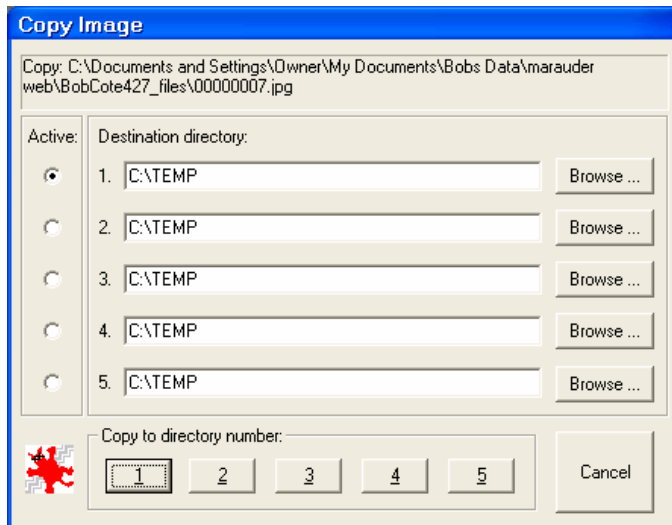 Copy Image
Copy: C:\Documents and Settings\Owner\My Documents\Bobs Data\marauder
web\BobCote427_files\00000007.jpg
Active: Destination directory:
1. C:\TEMP Browse ...
2. C:\TEMP Browse ...
3. C:\TEMP Browse ...
4. C:\TEMP Browse ...
5. C:\TEMP Browse ...
Copy to directory number:
1 2 3 4 5 Cancel